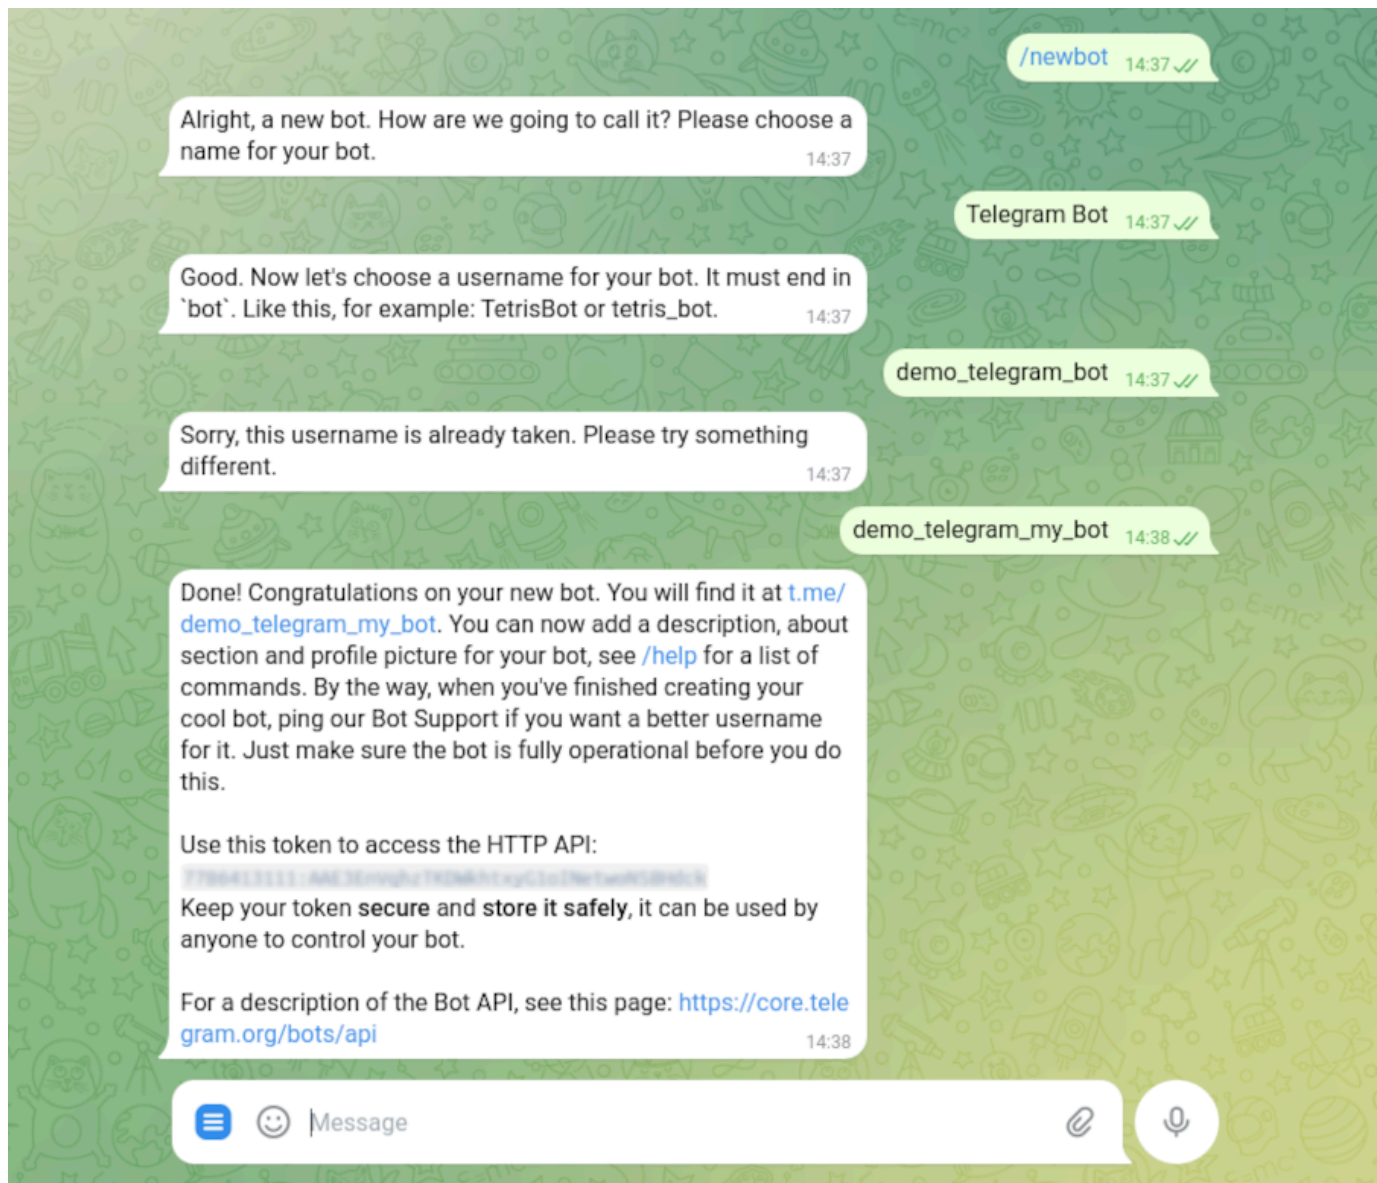 /newbot 14:37
Alright, a new bot. How are we going to call it? Please choose a
name for your bot.
14:37
Telegram Bot 14:37
Good. Now let's choose a username for your bot. It must end in
`bot`. Like this, for example: TetrisBot or tetris_bot.
14:37
demo_telegram_bot 14:37
Sorry, this username is already taken. Please try something
different.
14:37
demo_telegram_my_bot 14:38
Done! Congratulations on your new bot. You will find it at t.me/
demo_telegram_my_bot. You can now add a description, about
section and profile picture for your bot, see /help for a list of
commands. By the way, when you've finished creating your
cool bot, ping our Bot Support if you want a better username
for it. Just make sure the bot is fully operational before you do
this.
Use this token to access the HTTP API:
Keep your token secure and store it safely, it can be used by
anyone to control your bot.
For a description of the Bot API, see this page: https://core.tele
gram.org/bots/api
14:38
Message